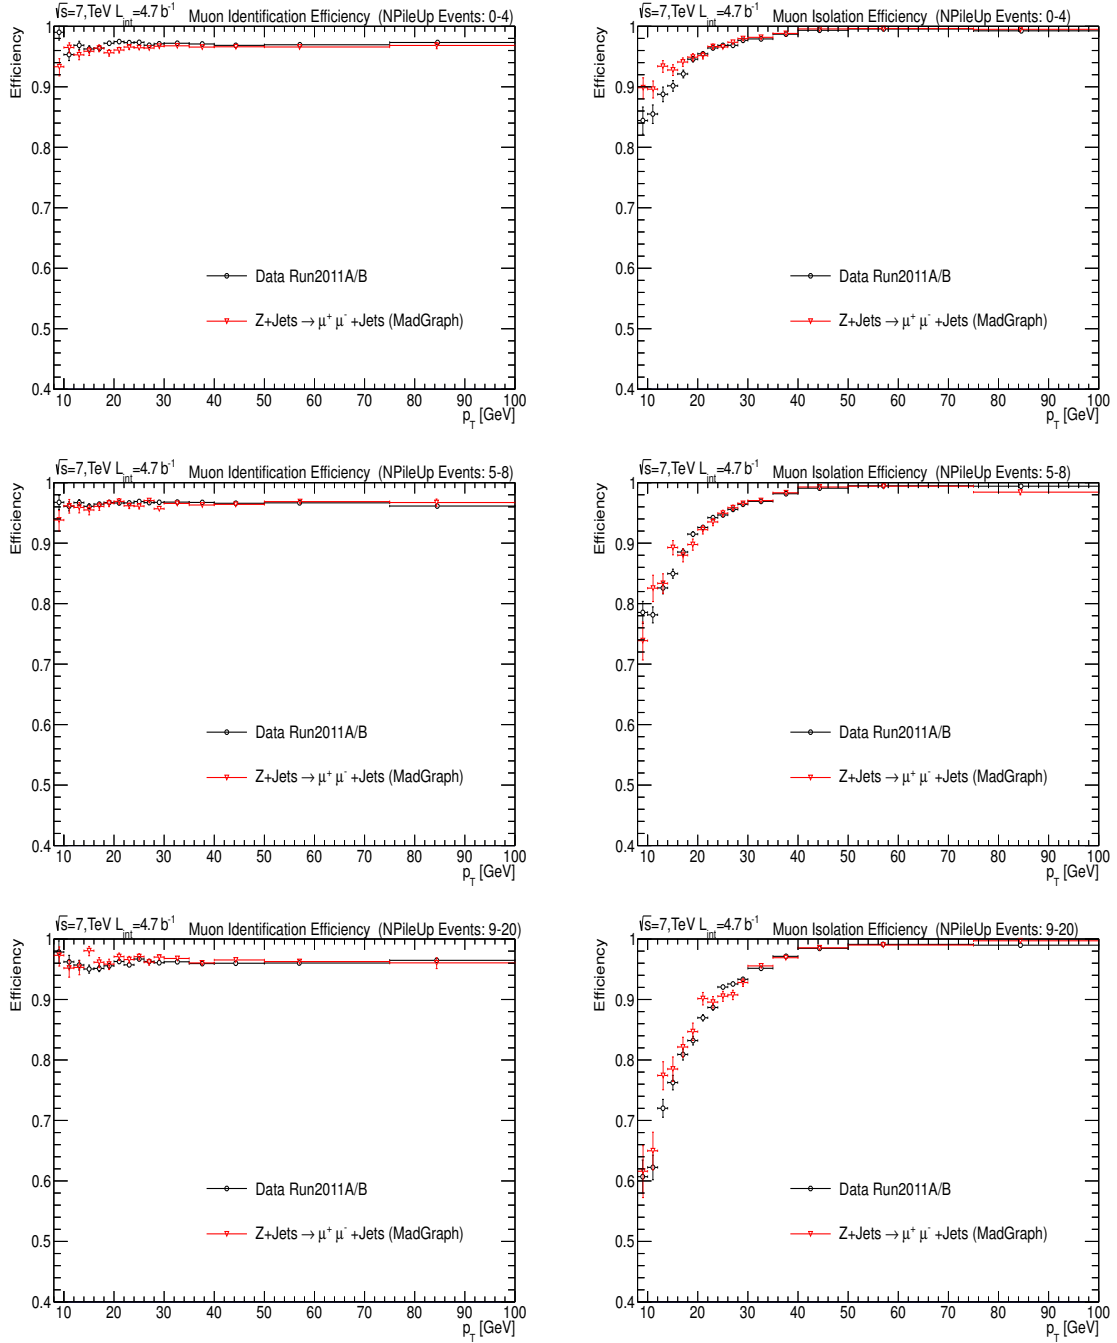 √s=7,TeV L_int=4.7 b⁻¹ Muon Identification Efficiency (NPileUp Events: 0-4)
Efficiency
1
0.9
0.8
0.7
0.6
0.5
0.4
Data Run2011A/B
Z+Jets → μ⁺ μ⁻ +Jets (MadGraph)
10 20 30 40 50 60 70 80 90 100
p_T [GeV]
√s=7,TeV L_int=4.7 b⁻¹ Muon Isolation Efficiency (NPileUp Events: 0-4)
Efficiency
1
0.9
0.8
0.7
0.6
0.5
0.4
Data Run2011A/B
Z+Jets → μ⁺ μ⁻ +Jets (MadGraph)
10 20 30 40 50 60 70 80 90 100
p_T [GeV]
√s=7,TeV L_int=4.7 b⁻¹ Muon Identification Efficiency (NPileUp Events: 5-8)
Efficiency
1
0.9
0.8
0.7
0.6
0.5
0.4
Data Run2011A/B
Z+Jets → μ⁺ μ⁻ +Jets (MadGraph)
10 20 30 40 50 60 70 80 90 100
p_T [GeV]
√s=7,TeV L_int=4.7 b⁻¹ Muon Isolation Efficiency (NPileUp Events: 5-8)
Efficiency
1
0.9
0.8
0.7
0.6
0.5
0.4
Data Run2011A/B
Z+Jets → μ⁺ μ⁻ +Jets (MadGraph)
10 20 30 40 50 60 70 80 90 100
p_T [GeV]
√s=7,TeV L_int=4.7 b⁻¹ Muon Identification Efficiency (NPileUp Events: 9-20)
Efficiency
1
0.9
0.8
0.7
0.6
0.5
0.4
Data Run2011A/B
Z+Jets → μ⁺ μ⁻ +Jets (MadGraph)
10 20 30 40 50 60 70 80 90 100
p_T [GeV]
√s=7,TeV L_int=4.7 b⁻¹ Muon Isolation Efficiency (NPileUp Events: 9-20)
Efficiency
1
0.9
0.8
0.7
0.6
0.5
0.4
Data Run2011A/B
Z+Jets → μ⁺ μ⁻ +Jets (MadGraph)
10 20 30 40 50 60 70 80 90 100
p_T [GeV]